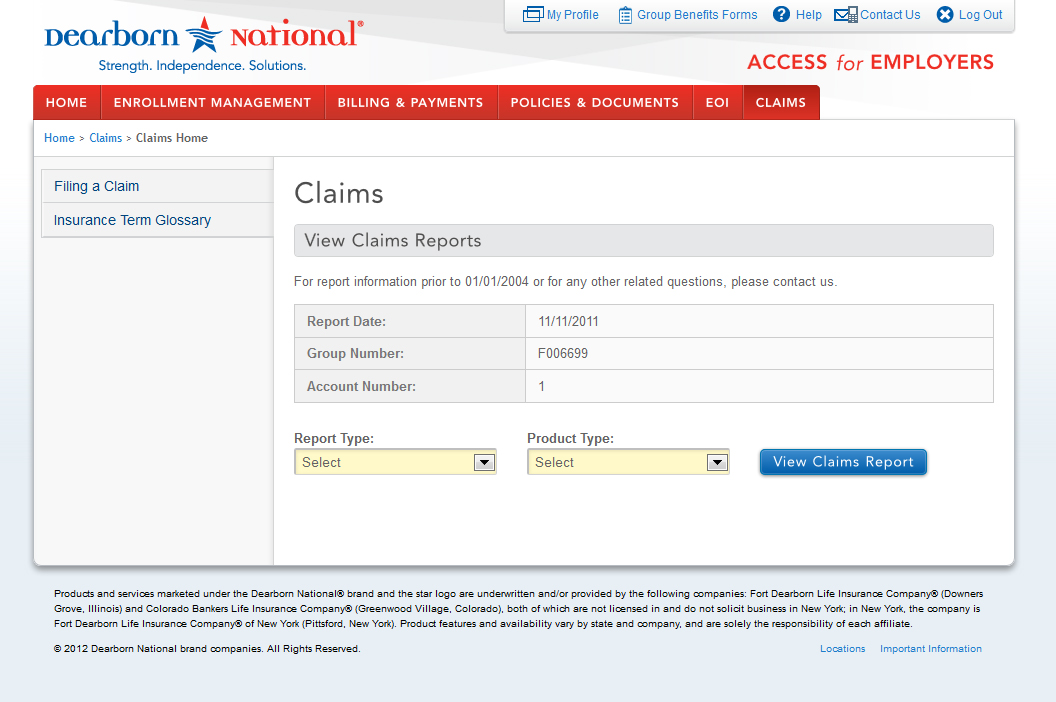 My Profile Group Benefits Forms Help Contact Us Log Out
Dearborn National®
Strength. Independence. Solutions.
ACCESS for EMPLOYERS
HOME ENROLLMENT MANAGEMENT BILLING & PAYMENTS POLICIES & DOCUMENTS EOI CLAIMS
Home > Claims > Claims Home
Filing a Claim
Insurance Term Glossary
Claims
View Claims Reports
For report information prior to 01/01/2004 or for any other related questions, please contact us.
Report Date: 11/11/2011
Group Number: F006699
Account Number: 1
Report Type: Product Type:
Select Select View Claims Report
Products and services marketed under the Dearborn National® brand and the star logo are underwritten and/or provided by the following companies: Fort Dearborn Life Insurance Company® (Downers
Grove, Illinois) and Colorado Bankers Life Insurance Company® (Greenwood Village, Colorado), both of which are not licensed in and do not solicit business in New York; in New York, the company is
Fort Dearborn Life Insurance Company® of New York (Pittsford, New York). Product features and availability vary by state and company, and are solely the responsibility of each affiliate.
© 2012 Dearborn National brand companies. All Rights Reserved. Locations Important Information